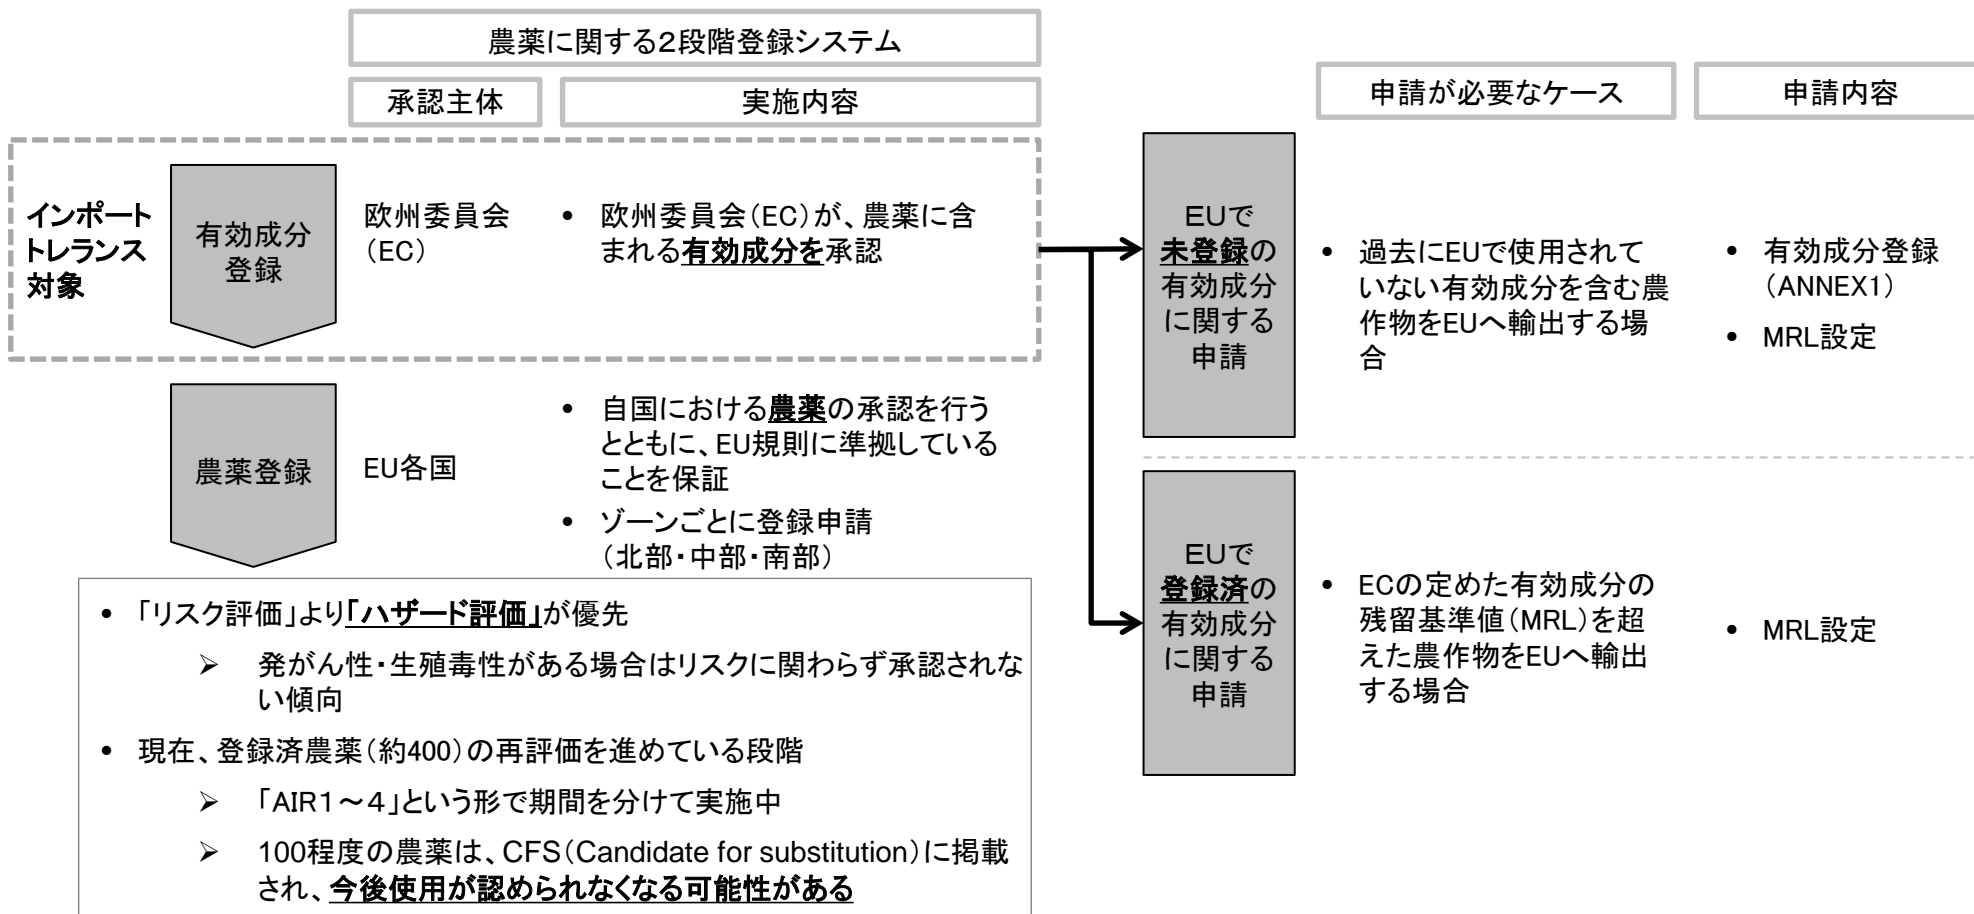 農薬に関する2段階登録システム
承認主体
実施内容
インポート
トレランス
対象
有効成分
登録
欧州委員会
(EC)
• 欧州委員会(EC)が、農薬に含
まれる有効成分を承認
農薬登録
EU各国
• 自国における農薬の承認を行う
とともに、EU規則に準拠している
ことを保証
• ゾーンごとに登録申請
(北部・中部・南部)
• 「リスク評価」より「ハザード評価」が優先
➢ 発がん性・生殖毒性がある場合はリスクに関わらず承認されな
い傾向
• 現在、登録済農薬(約400)の再評価を進めている段階
➢ 「AIR1~4」という形で期間を分けて実施中
➢ 100程度の農薬は、CFS(Candidate for substitution)に掲載
され、今後使用が認められなくなる可能性がある
申請が必要なケース
申請内容
EUで
未登録の
有効成分
に関する
申請
• 過去にEUで使用されて
いない有効成分を含む農
作物をEUへ輸出する場
合
• 有効成分登録
(ANNEX1)
• MRL設定
EUで
登録済の
有効成分
に関する
申請
• ECの定めた有効成分の
残留基準値(MRL)を超
えた農作物をEUへ輸出
する場合
• MRL設定